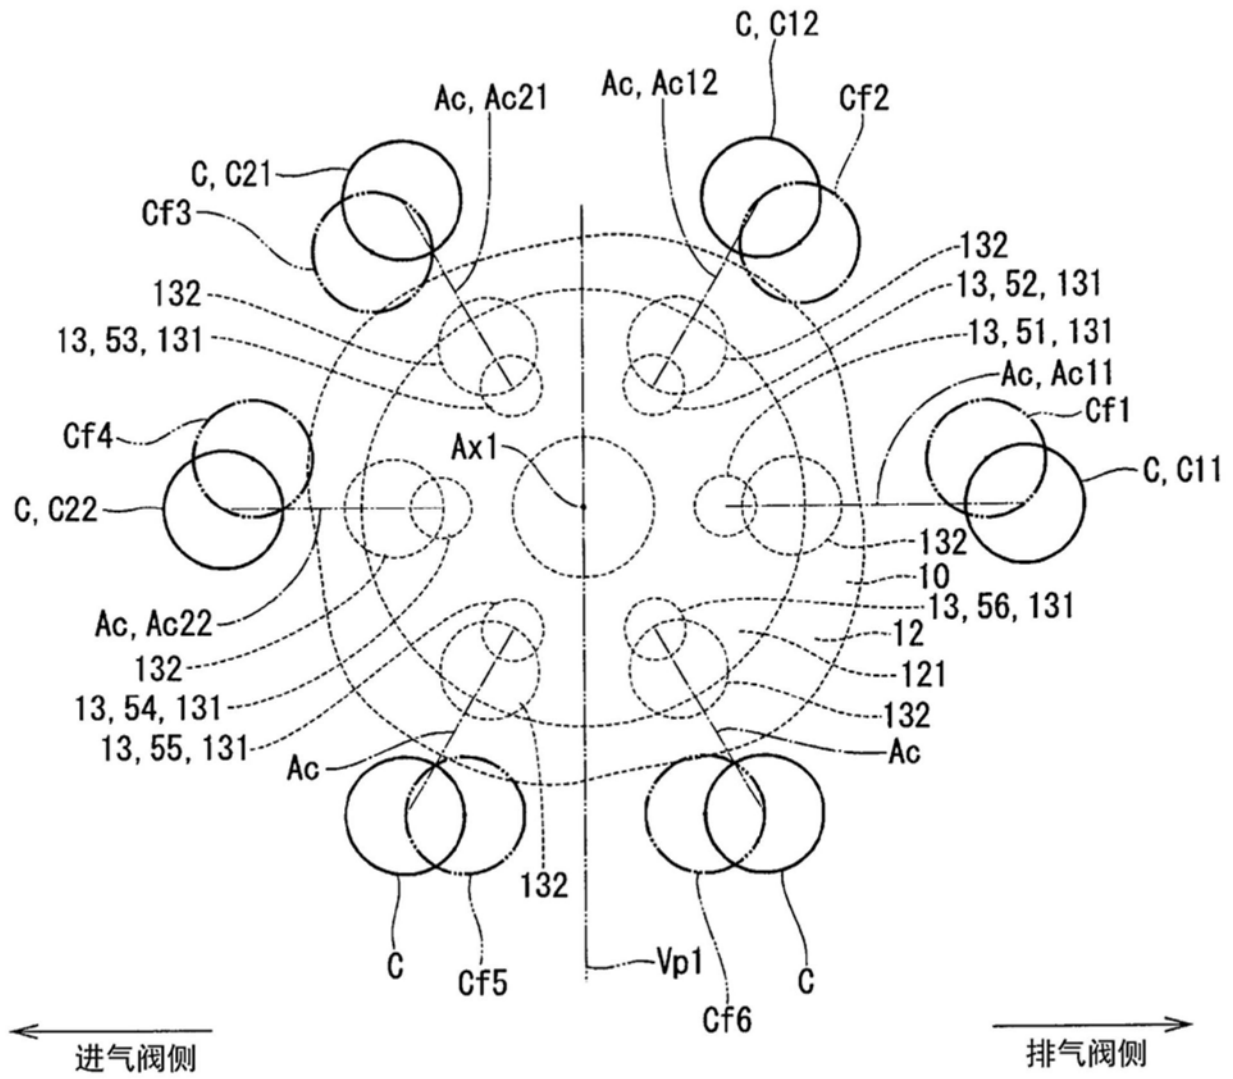 C, C12
Ac, Ac21
Ac, Ac12
Cf2
C, C21
Cf3
132
132
13, 52, 131
13, 53, 131
13, 51, 131
Ac, Ac11
Cf1
Cf4
Ax1
C, C22
C, C11
132
10
13, 56, 131
Ac, Ac22
12
132
121
13, 54, 131
132
13, 55, 131
Ac
Ac
132
C
Cf5
Vp1
C
Cf6
进气阀侧
排气阀侧